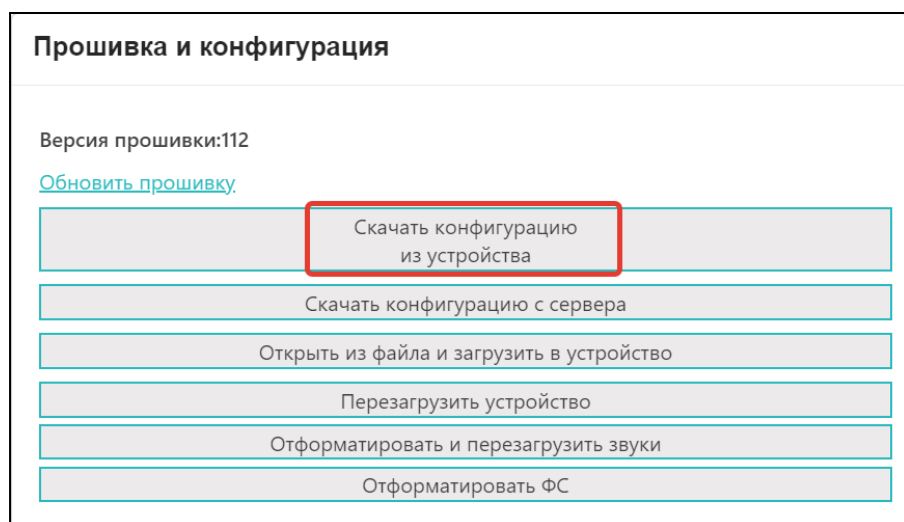 Прошивка и конфигурация
Версия прошивки:112
Обновить прошивку
Скачать конфигурацию
из устройства
Скачать конфигурацию с сервера
Открыть из файла и загрузить в устройство
Перезагрузить устройство
Отформатировать и перезагрузить звуки
Отформатировать ФС